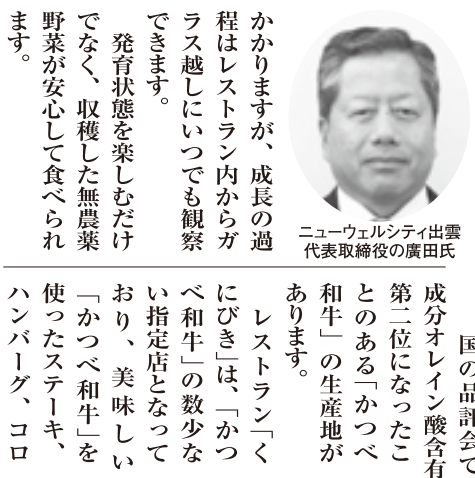 かかりますが、成長の過
程はレストラン内からガ
ラス越しにいつでも観察
できます。
発育状態を楽しむだけ
でなく、収穫した無農薬
野菜が安心して食べられ
ます。
ニューウェルシティ出雲
代表取締役の廣田氏
国の品評会で
成分オレイン酸含有
第二位になったこ
とのある「かつべ
和牛」の生産地が
あります。
レストラン「く
にびき」は、「かつ
べ和牛」の数少な
い指定店となって
おり、美味しい
「かつべ和牛」を
使ったステーキ、
ハンバーグ、コロ